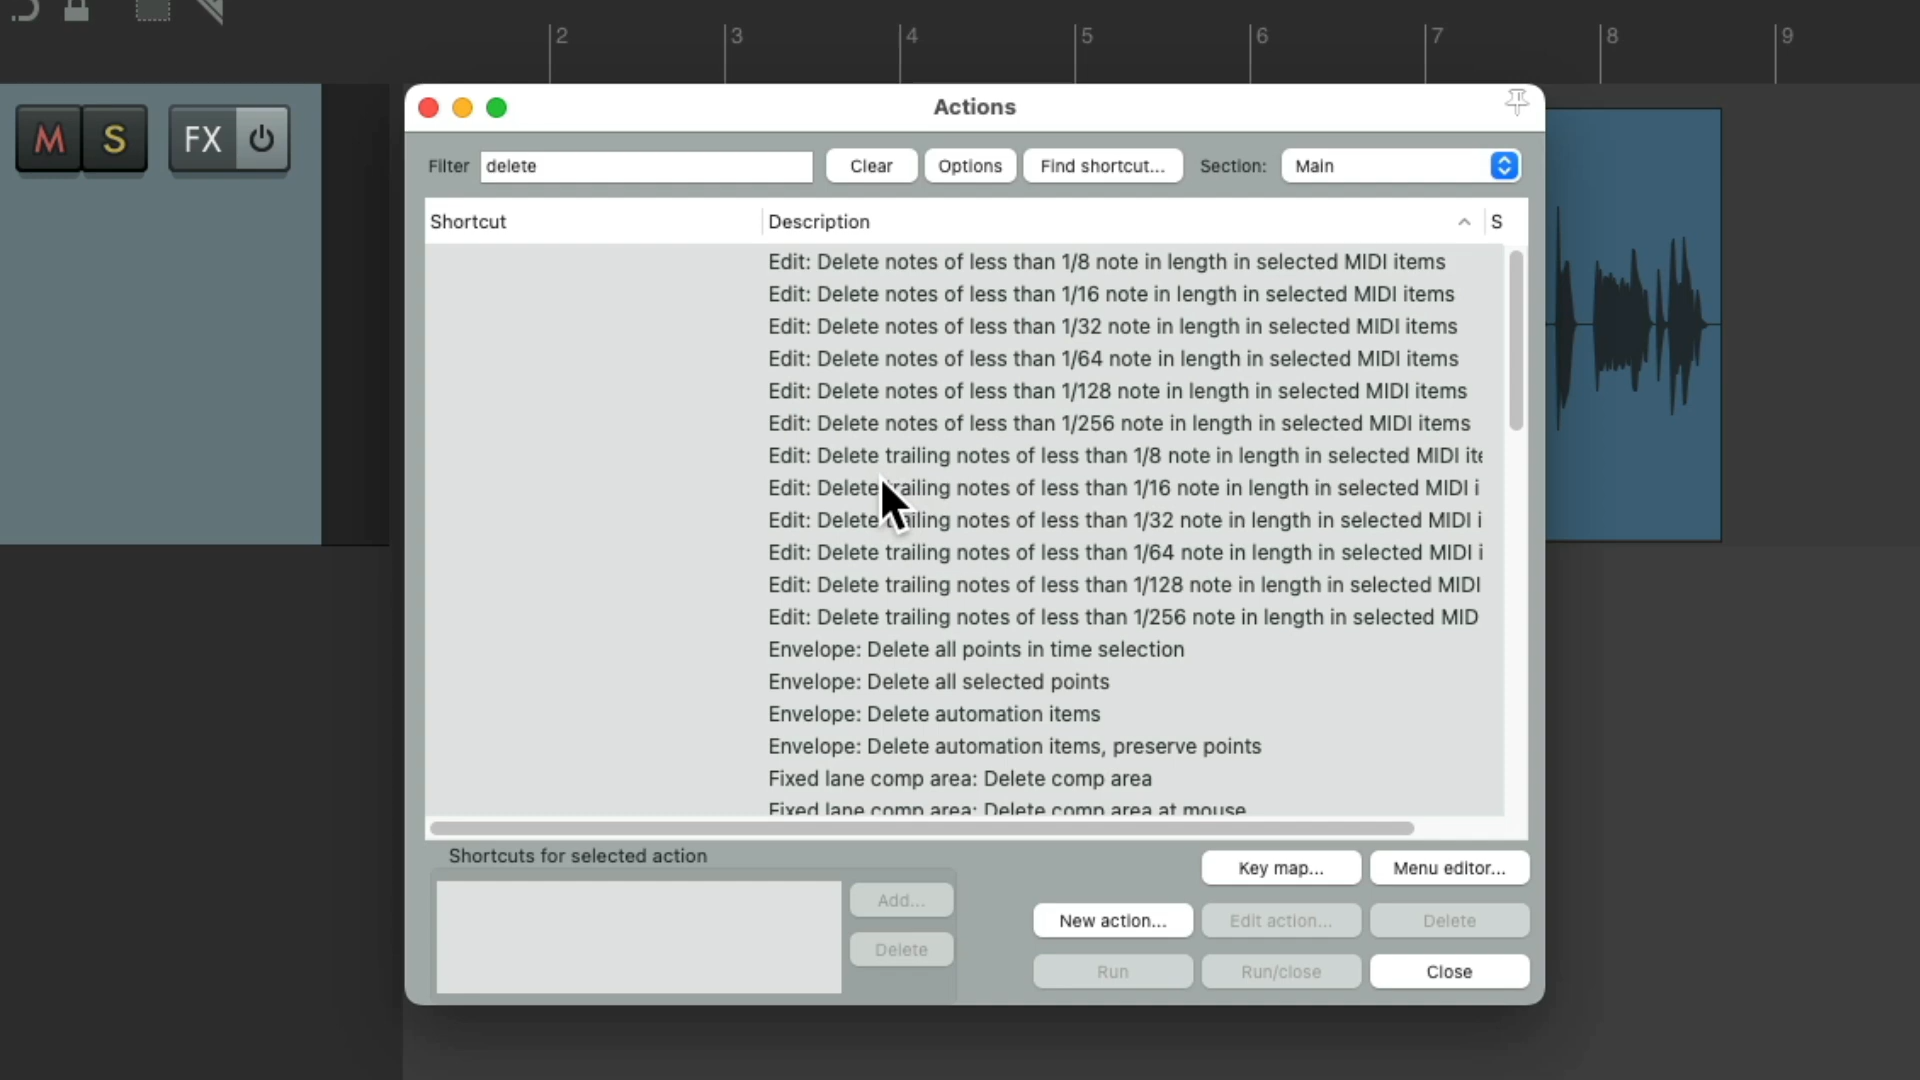 2 3 4 5 6 7 8 9
M S FX
Actions
Filter delete Clear Options Find shortcut... Section: Main
Shortcut Description S
Edit: Delete notes of less than 1/8 note in length in selected MIDI items
Edit: Delete notes of less than 1/16 note in length in selected MIDI items
Edit: Delete notes of less than 1/32 note in length in selected MIDI items
Edit: Delete notes of less than 1/64 note in length in selected MIDI items
Edit: Delete notes of less than 1/128 note in length in selected MIDI items
Edit: Delete notes of less than 1/256 note in length in selected MIDI items
Edit: Delete trailing notes of less than 1/8 note in length in selected MIDI ite
Edit: Delete trailing notes of less than 1/16 note in length in selected MIDI i
Edit: Delete trailing notes of less than 1/32 note in length in selected MIDI i
Edit: Delete trailing notes of less than 1/64 note in length in selected MIDI i
Edit: Delete trailing notes of less than 1/128 note in length in selected MIDI
Edit: Delete trailing notes of less than 1/256 note in length in selected MID
Envelope: Delete all points in time selection
Envelope: Delete all selected points
Envelope: Delete automation items
Envelope: Delete automation items, preserve points
Fixed lane comp area: Delete comp area
Fixed lane comp area: Delete comp area at mouse
Shortcuts for selected action
Key map... Menu editor...
Add...
New action... Edit action... Delete
Delete
Run Run/close Close